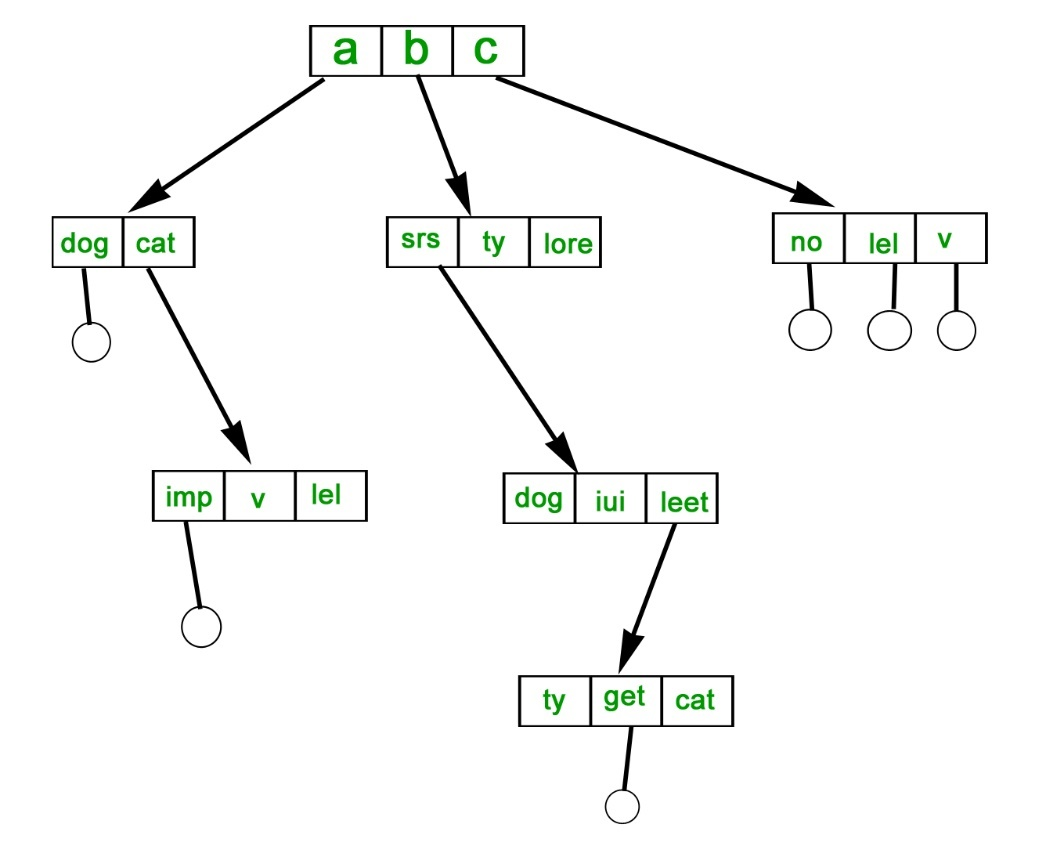 a b c
dog cat
srs ty lore
no lel v
imp v lel
dog iui leet
ty get cat